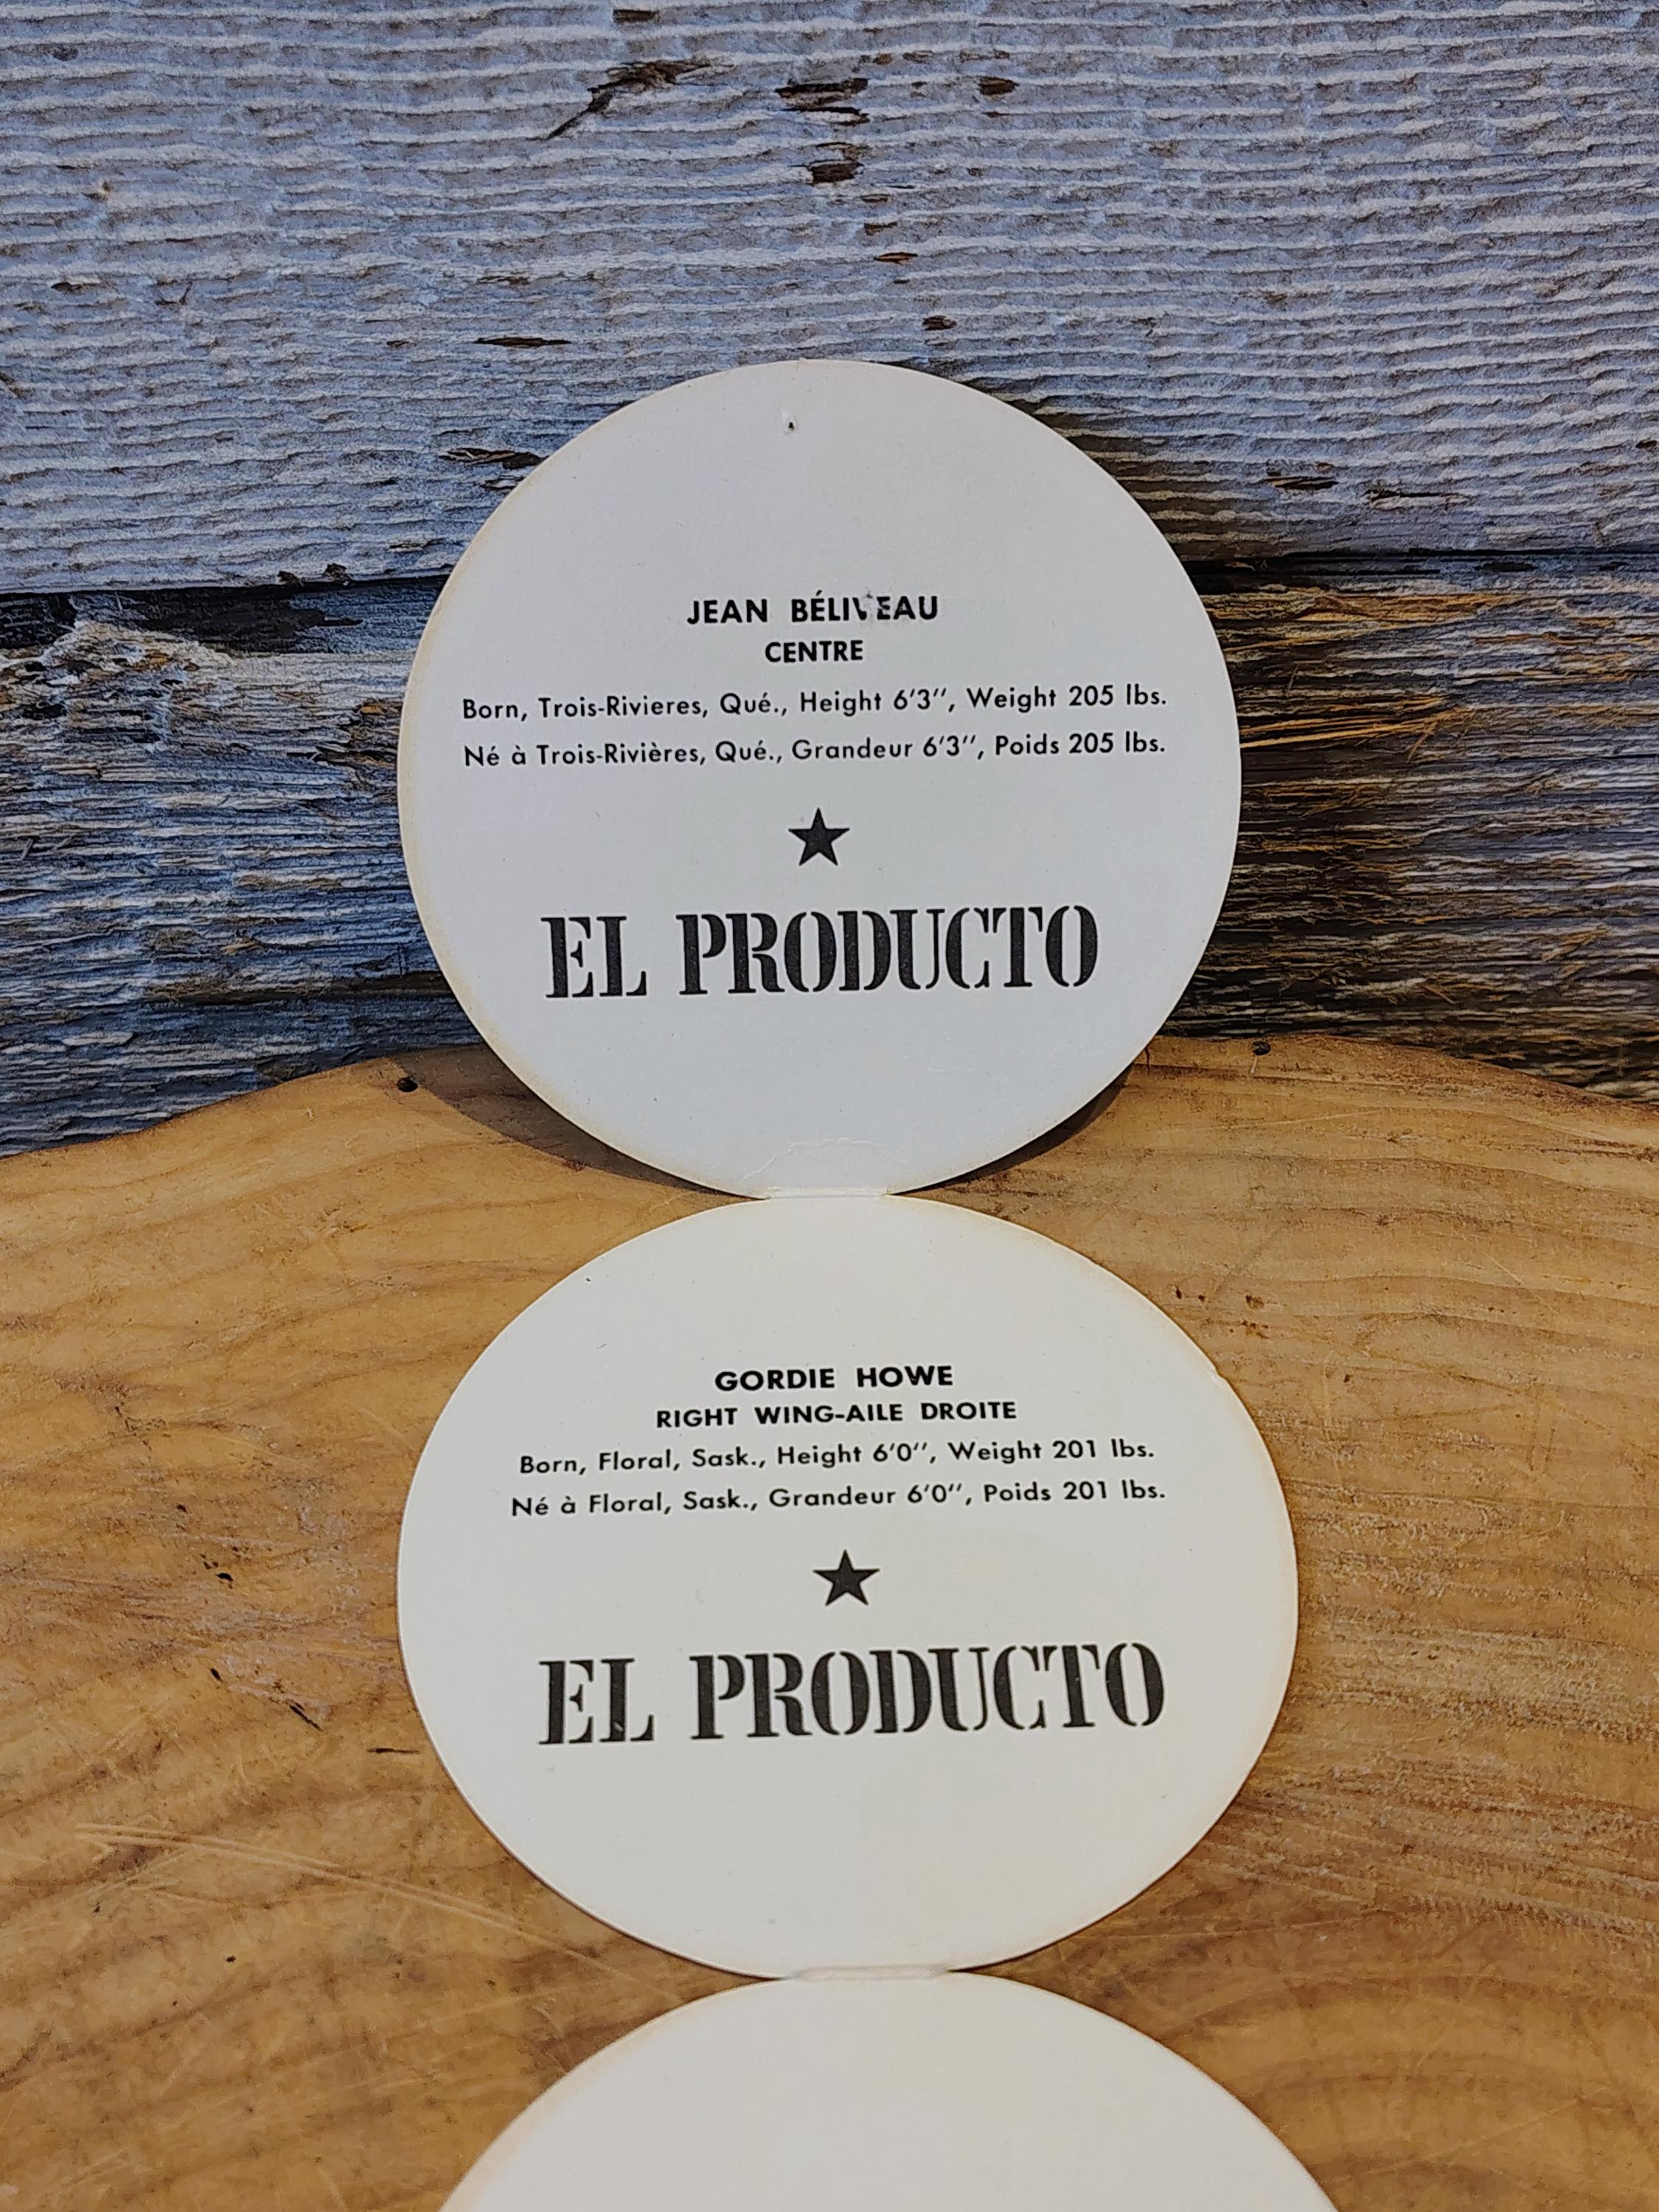 JEAN BÉLIVEAU
CENTRE
Born, Trois-Rivieres, Qué., Height 6'3", Weight 205 lbs.
Né à Trois-Rivières, Qué., Grandeur 6'3", Poids 205 lbs.
EL PRODUCTO
GORDIE HOWE
RIGHT WING-AILE DROITE
Born, Floral, Sask., Height 6'0", Weight 201 lbs.
Né à Floral, Sask., Grandeur 6'0", Poids 201 lbs.
EL PRODUCTO